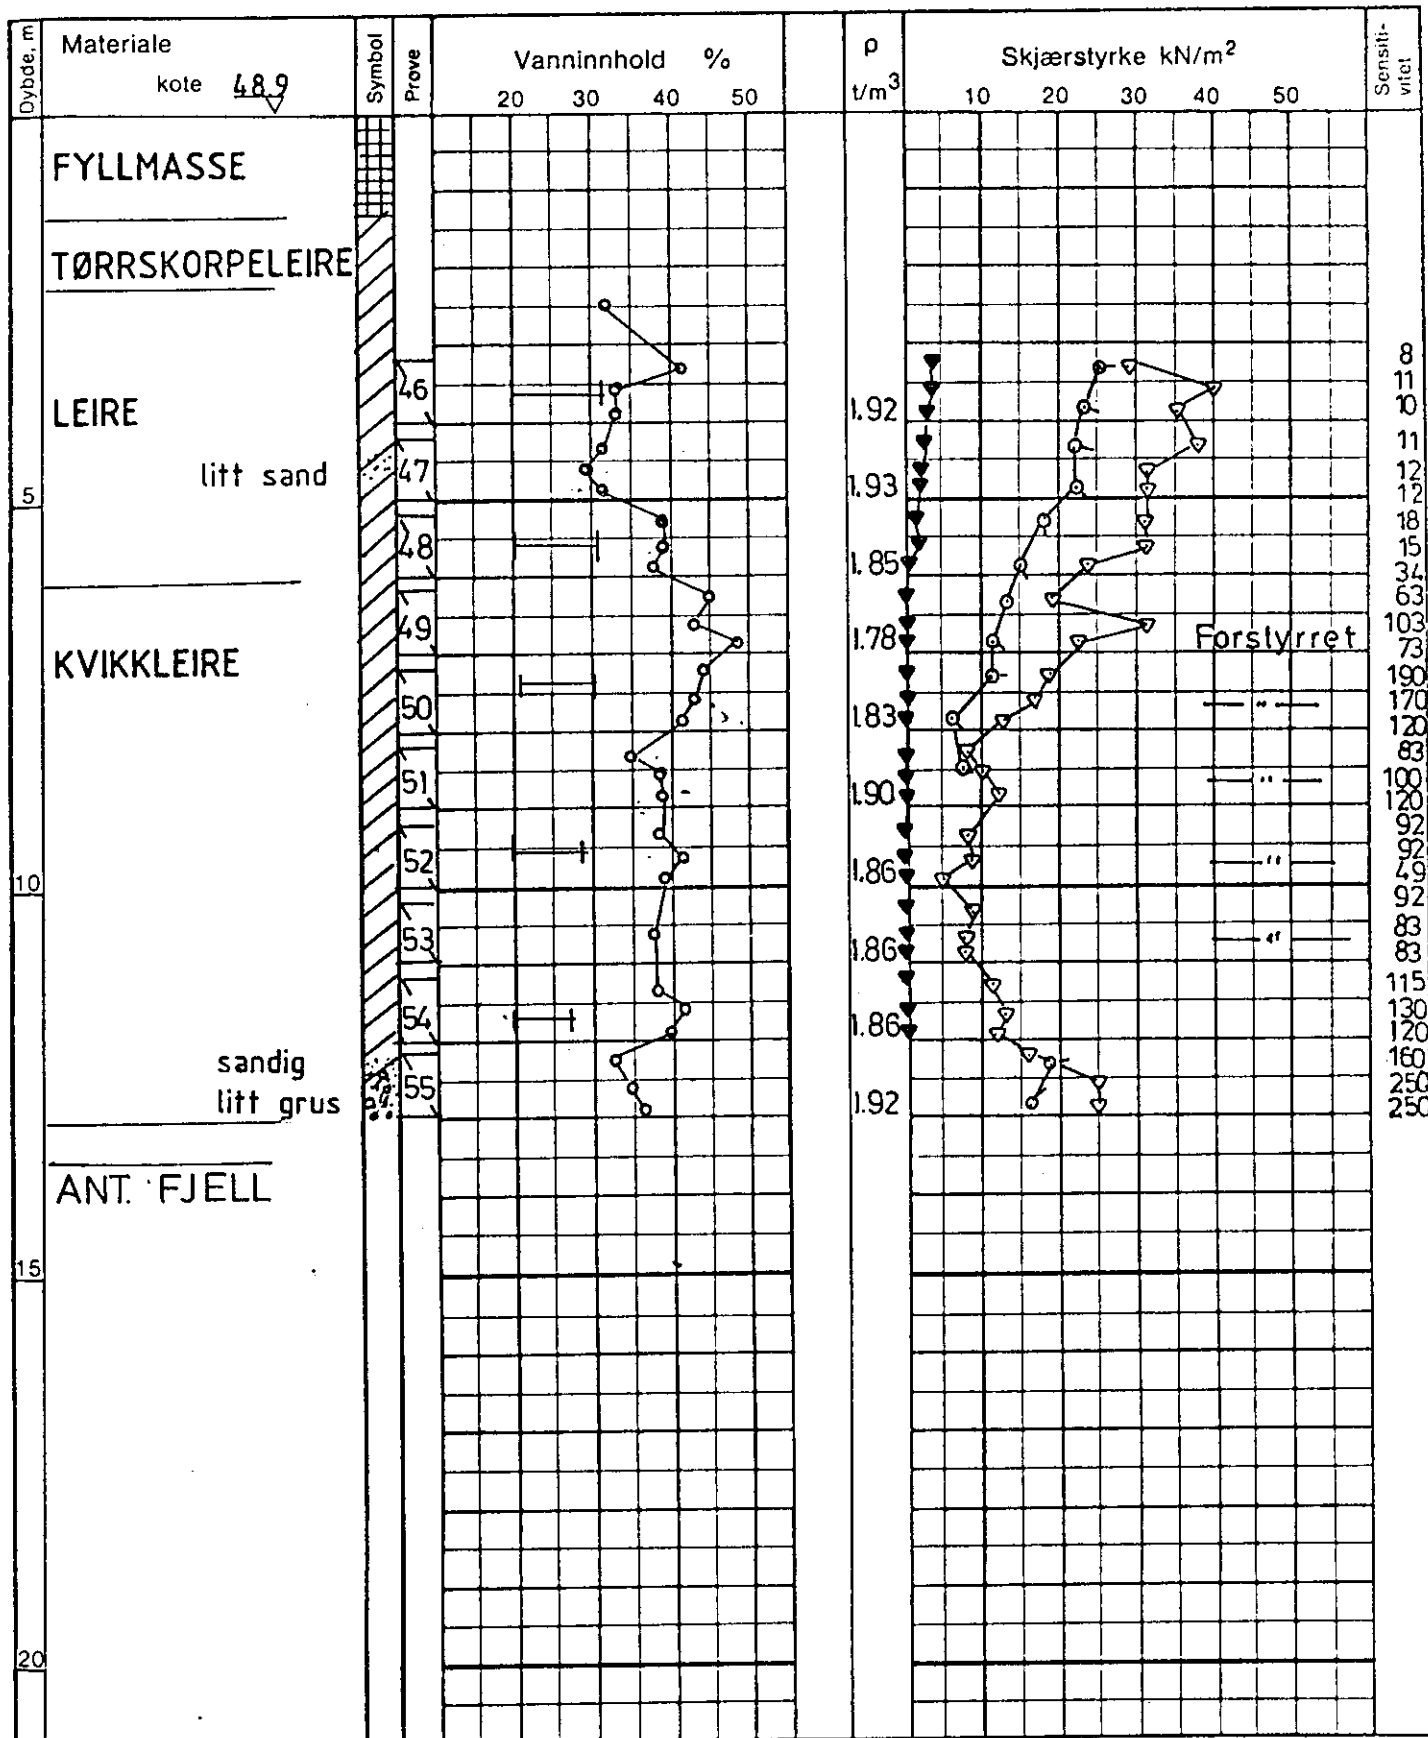 Dybde, m
Materiale
kote 48.9
Symbol
Prøve
Vanninnhold %
20 30 40 50
ρ
t/m³
Skjærstyrke kN/m²
10 20 30 40 50
Sensiti-
vitet
FYLLMASSE
TØRRSKORPELEIRE
LEIRE
litt sand
5
KVIKKLEIRE
10
sandig
litt grus
ANT. FJELL
15
20
46
47
48
49
50
51
52
53
54
55
1.92
1.93
1.85
1.78
1.83
1.90
1.86
1.86
1.86
1.92
Forstyrret
— " —
— " —
— " —
— " —
8
11
10
11
12
12
18
15
34
63
103
73
190
170
120
83
100
120
92
92
49
92
83
83
115
130
120
160
250
250